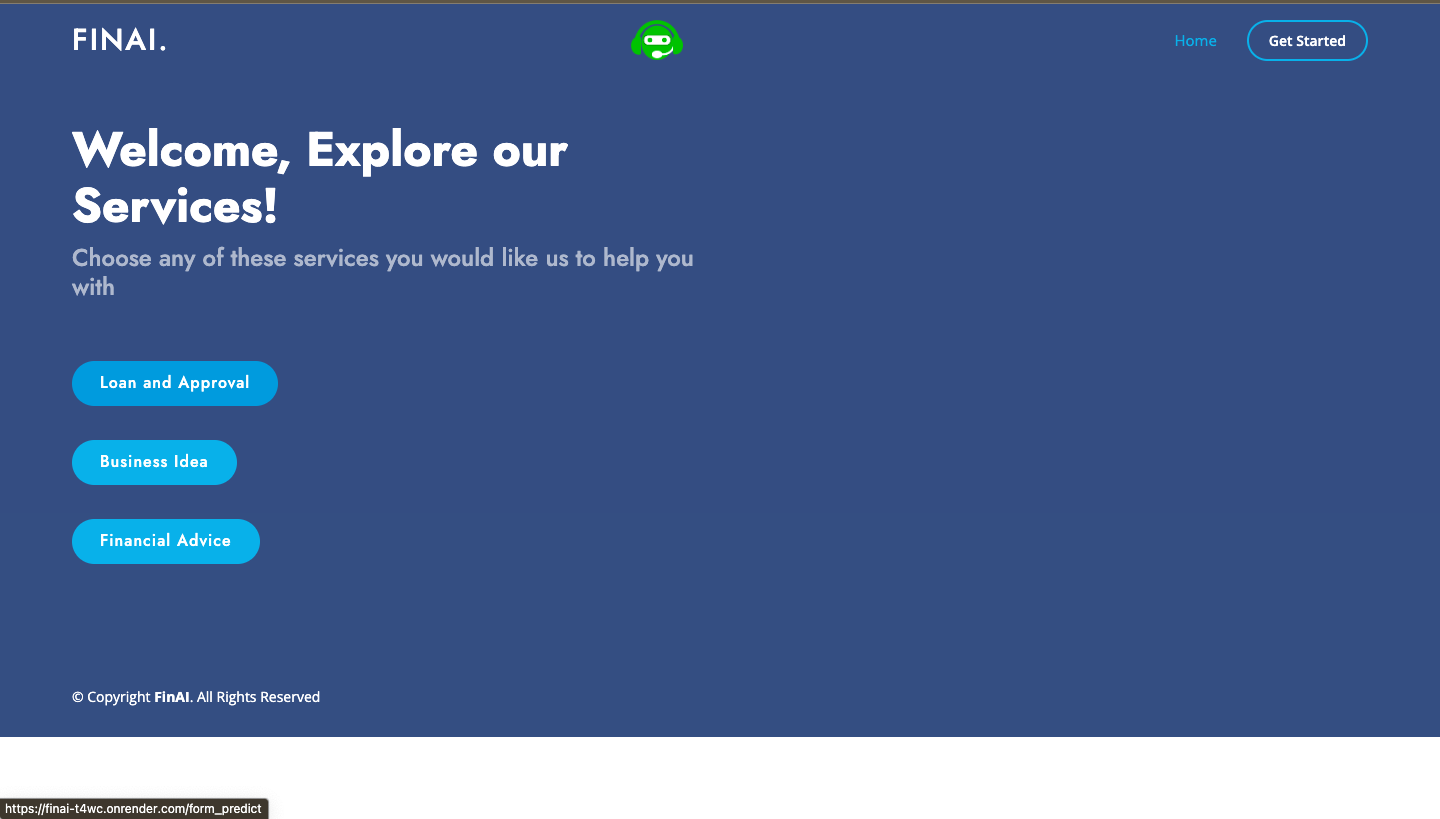 FINAI.
Home
Get Started
Welcome, Explore our
Services!
Choose any of these services you would like us to help you
with
Loan and Approval
Business Idea
Financial Advice
© Copyright FinAI. All Rights Reserved
https://finai-t4wc.onrender.com/form_predict